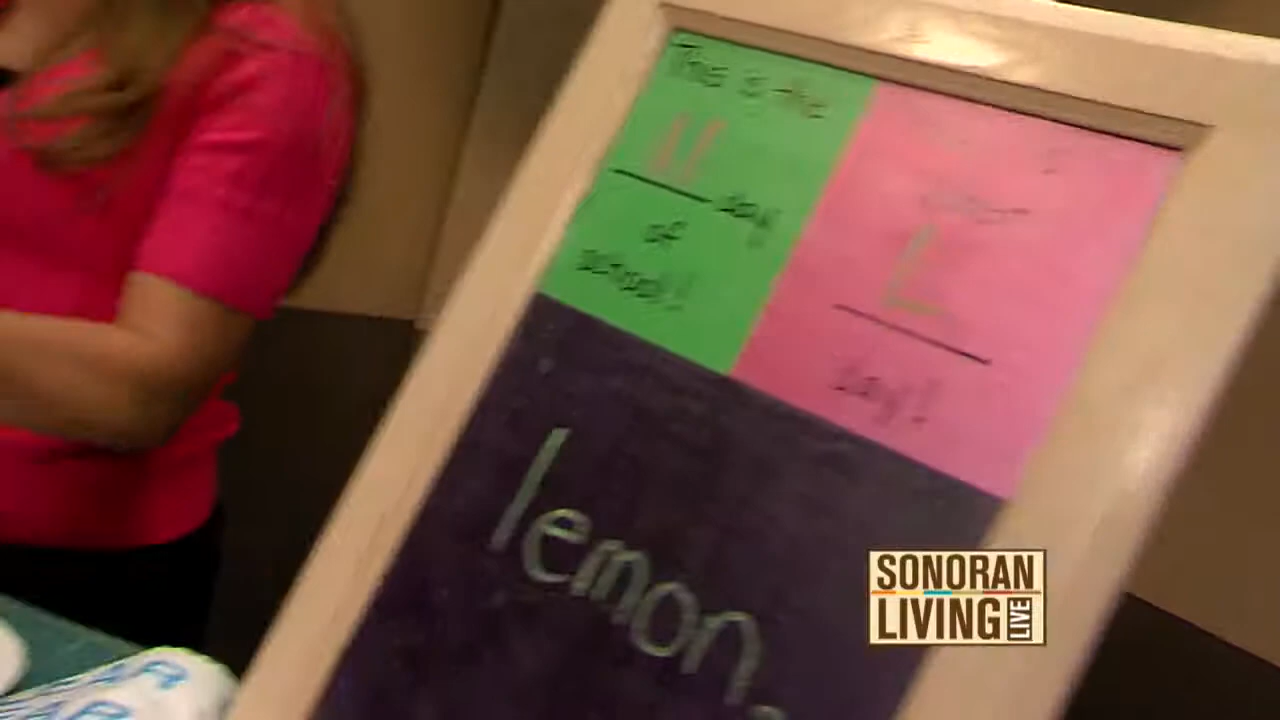 This is the
11 day
of
school!
L
day!
lemon
SONORAN
LIVING
LIVE